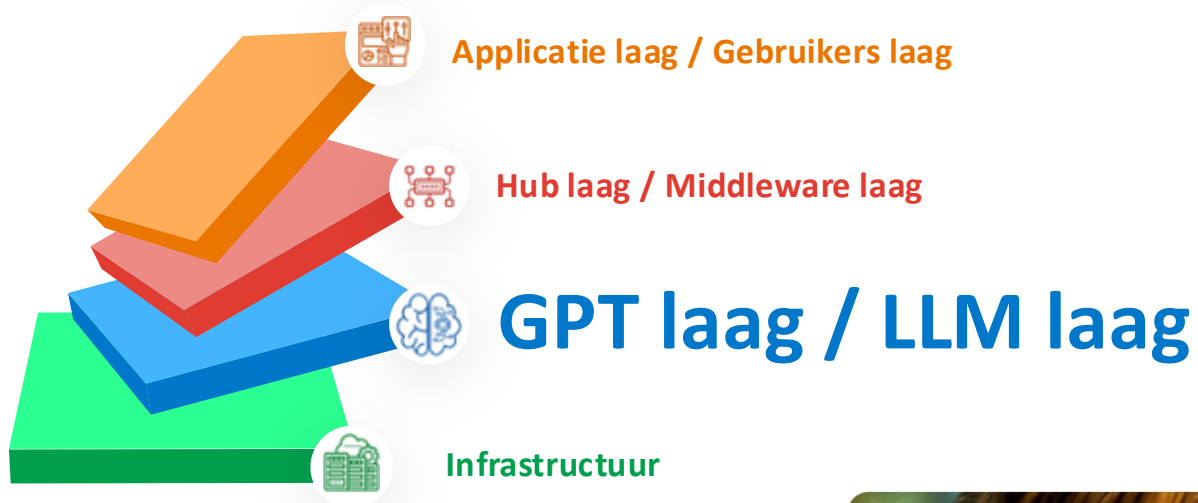 Applicatie laag / Gebruikers laag
Hub laag / Middleware laag
GPT laag / LLM laag
Infrastructuur